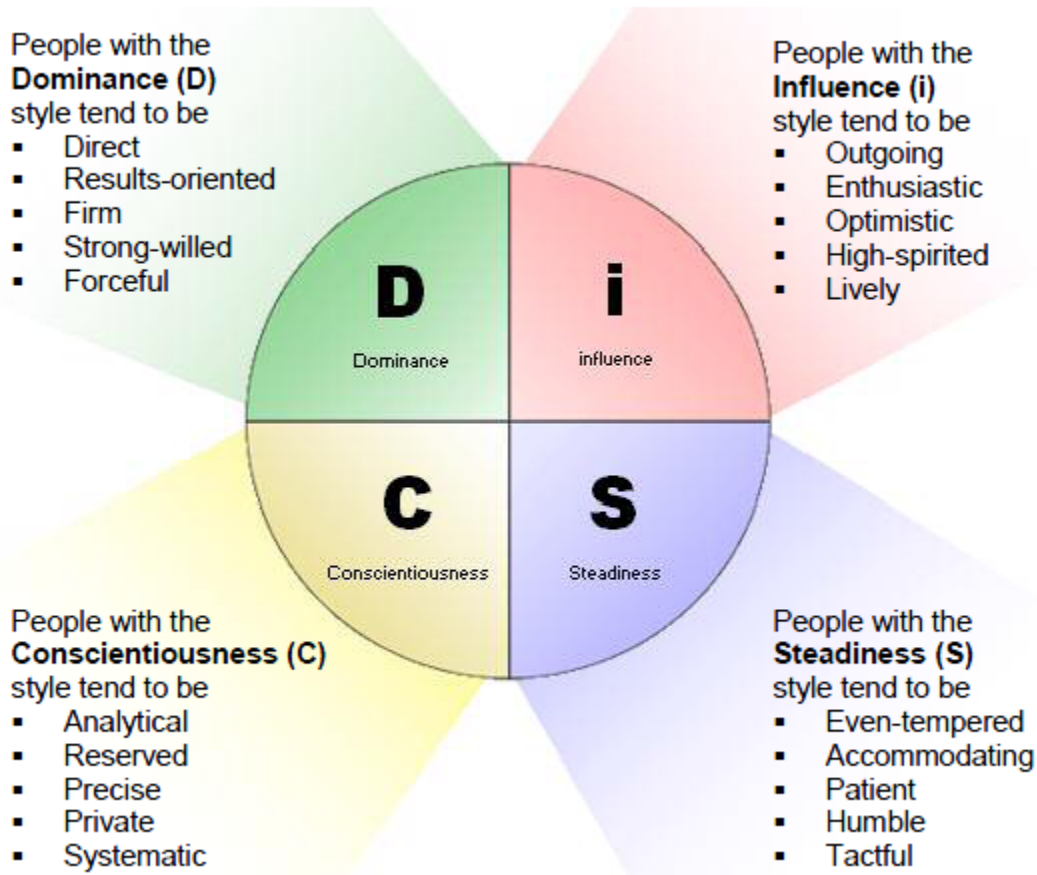 People with the
Dominance (D)
style tend to be
▪ Direct
▪ Results-oriented
▪ Firm
▪ Strong-willed
▪ Forceful
People with the
Influence (i)
style tend to be
▪ Outgoing
▪ Enthusiastic
▪ Optimistic
▪ High-spirited
▪ Lively
D
Dominance
i
influence
C
Conscientiousness
S
Steadiness
People with the
Conscientiousness (C)
style tend to be
▪ Analytical
▪ Reserved
▪ Precise
▪ Private
▪ Systematic
People with the
Steadiness (S)
style tend to be
▪ Even-tempered
▪ Accommodating
▪ Patient
▪ Humble
▪ Tactful